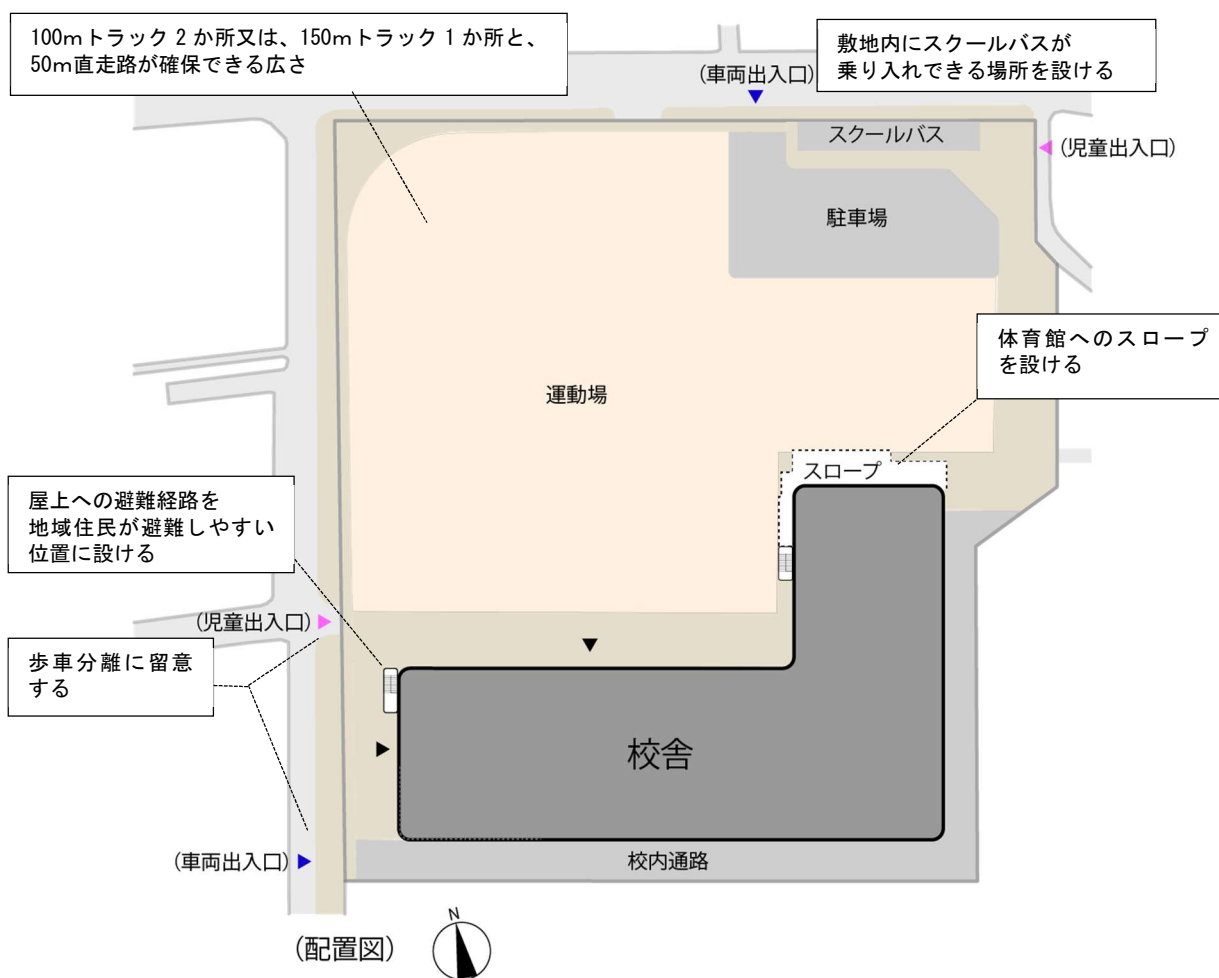 100mトラック 2 か所又は、150mトラック 1 か所と、
50m直走路が確保できる広さ
敷地内にスクールバスが
乗り入れできる場所を設ける
(車両出入口)
スクールバス
(児童出入口)
駐車場
体育館へのスロープ
を設ける
運動場
スロープ
屋上への避難経路を
地域住民が避難しやすい
位置に設ける
(児童出入口)
歩車分離に留意
する
校舎
(車両出入口)
校内通路
(配置図)
N